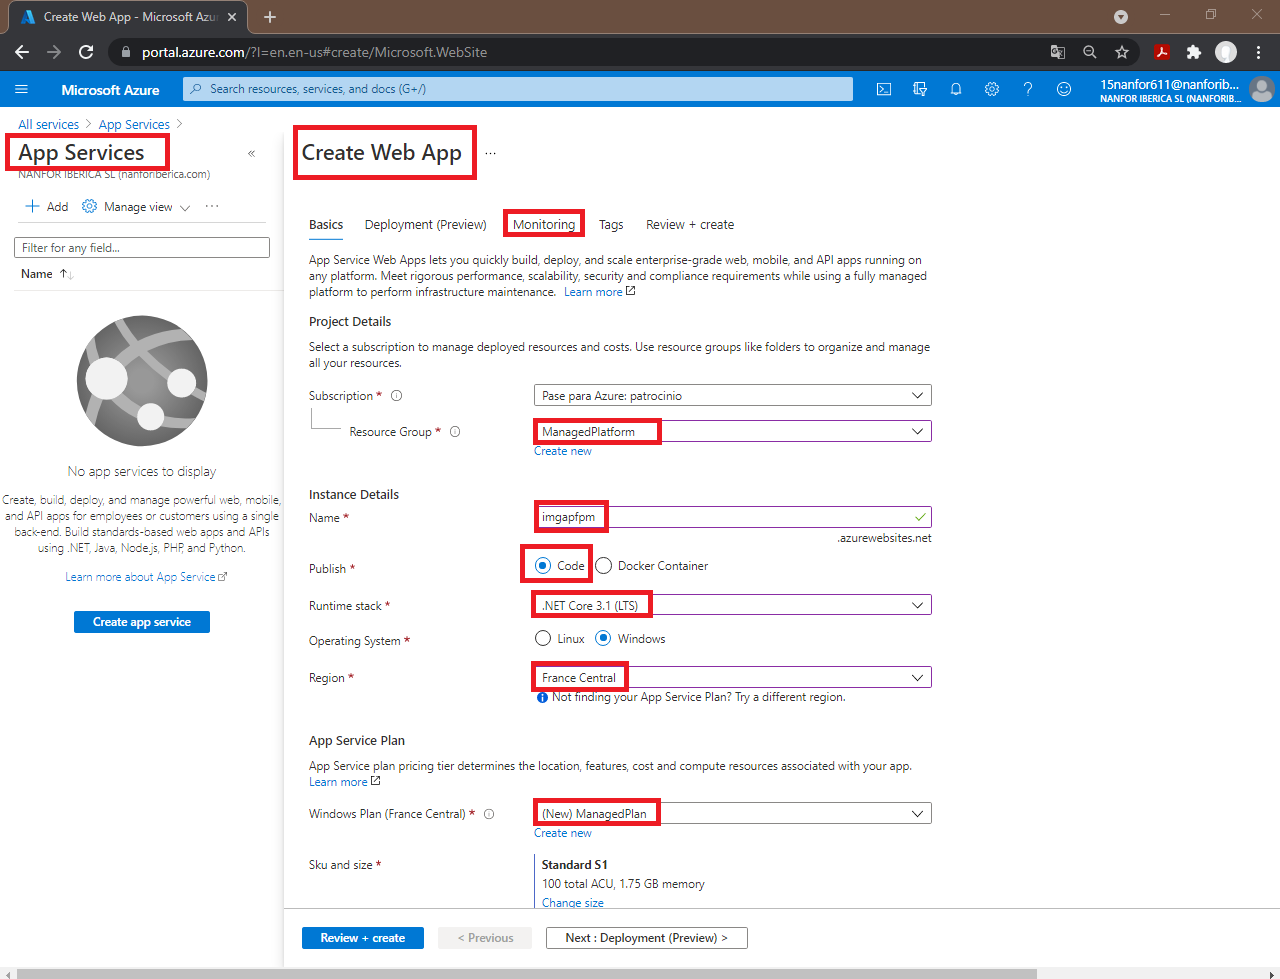 Create Web App - Microsoft Azur
portal.azure.com/?l=en.en-us#create/Microsoft.WebSite
Microsoft Azure
Search resources, services, and docs (G+/)
15nanfor611@nanforib...
NANFOR IBERICA SL (NANFORIB...
All services > App Services >
App Services
NANFOR IBERICA SL (nanforiberica.com)
+ Add
Manage view
...
Filter for any field...
Name
No app services to display
Create, build, deploy, and manage powerful web, mobile,
and API apps for employees or customers using a single
back-end. Build standards-based web apps and APIs
using .NET, Java, Node.js, PHP, and Python.
Learn more about App Service
Create app service
Create Web App ...
Basics
Deployment (Preview)
Monitoring
Tags
Review + create
App Service Web Apps lets you quickly build, deploy, and scale enterprise-grade web, mobile, and API apps running on
any platform. Meet rigorous performance, scalability, security and compliance requirements while using a fully managed
platform to perform infrastructure maintenance. Learn more
Project Details
Select a subscription to manage deployed resources and costs. Use resource groups like folders to organize and manage
all your resources.
Subscription *
Pase para Azure: patrocinio
Resource Group *
ManagedPlatform
Create new
Instance Details
Name *
imgapfpm
.azurewebsites.net
Publish *
Code
Docker Container
Runtime stack *
.NET Core 3.1 (LTS)
Operating System *
Linux
Windows
Region *
France Central
Not finding your App Service Plan? Try a different region.
App Service Plan
App Service plan pricing tier determines the location, features, cost and compute resources associated with your app.
Learn more
Windows Plan (France Central) *
(New) ManagedPlan
Create new
Sku and size *
Standard S1
100 total ACU, 1.75 GB memory
Change size
Review + create
< Previous
Next : Deployment (Preview) >